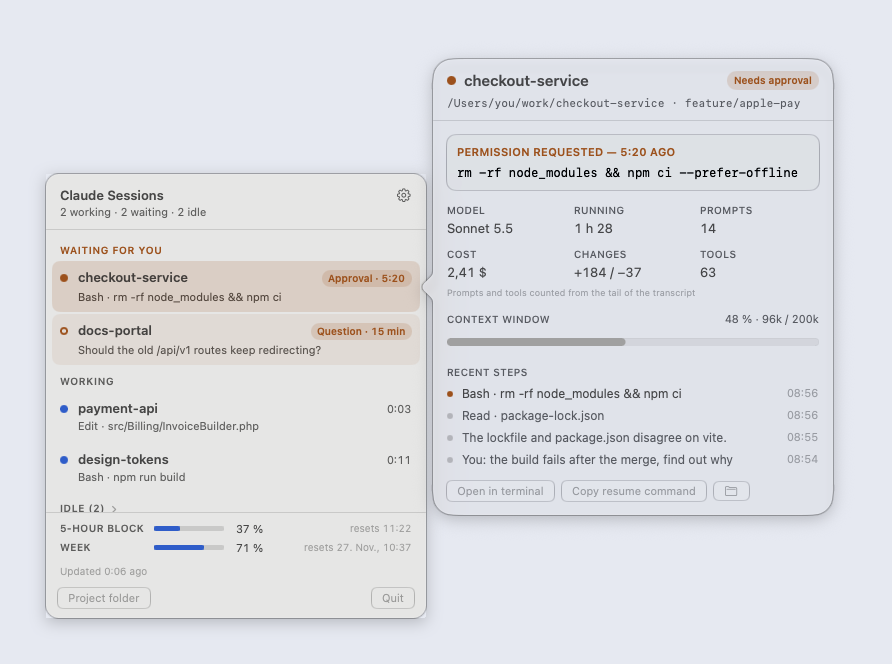 Claude Sessions
2 working · 2 waiting · 2 idle
WAITING FOR YOU
checkout-service
Approval · 5:20
Bash · rm -rf node_modules && npm ci
docs-portal
Question · 15 min
Should the old /api/v1 routes keep redirecting?
WORKING
payment-api
0:03
Edit · src/Billing/InvoiceBuilder.php
design-tokens
0:11
Bash · npm run build
IDLE (2)
5-HOUR BLOCK 37 % resets 11:22
WEEK 71 % resets 27. Nov., 10:37
Updated 0:06 ago
Project folder
Quit
checkout-service
Needs approval
/Users/you/work/checkout-service · feature/apple-pay
PERMISSION REQUESTED — 5:20 AGO
rm -rf node_modules && npm ci --prefer-offline
MODEL RUNNING PROMPTS
Sonnet 5.5 1 h 28 14
COST CHANGES TOOLS
2,41 $ +184 / −37 63
Prompts and tools counted from the tail of the transcript
CONTEXT WINDOW 48 % · 96k / 200k
RECENT STEPS
Bash · rm -rf node_modules && npm ci 08:56
Read · package-lock.json 08:56
The lockfile and package.json disagree on vite. 08:55
You: the build fails after the merge, find out why 08:54
Open in terminal
Copy resume command